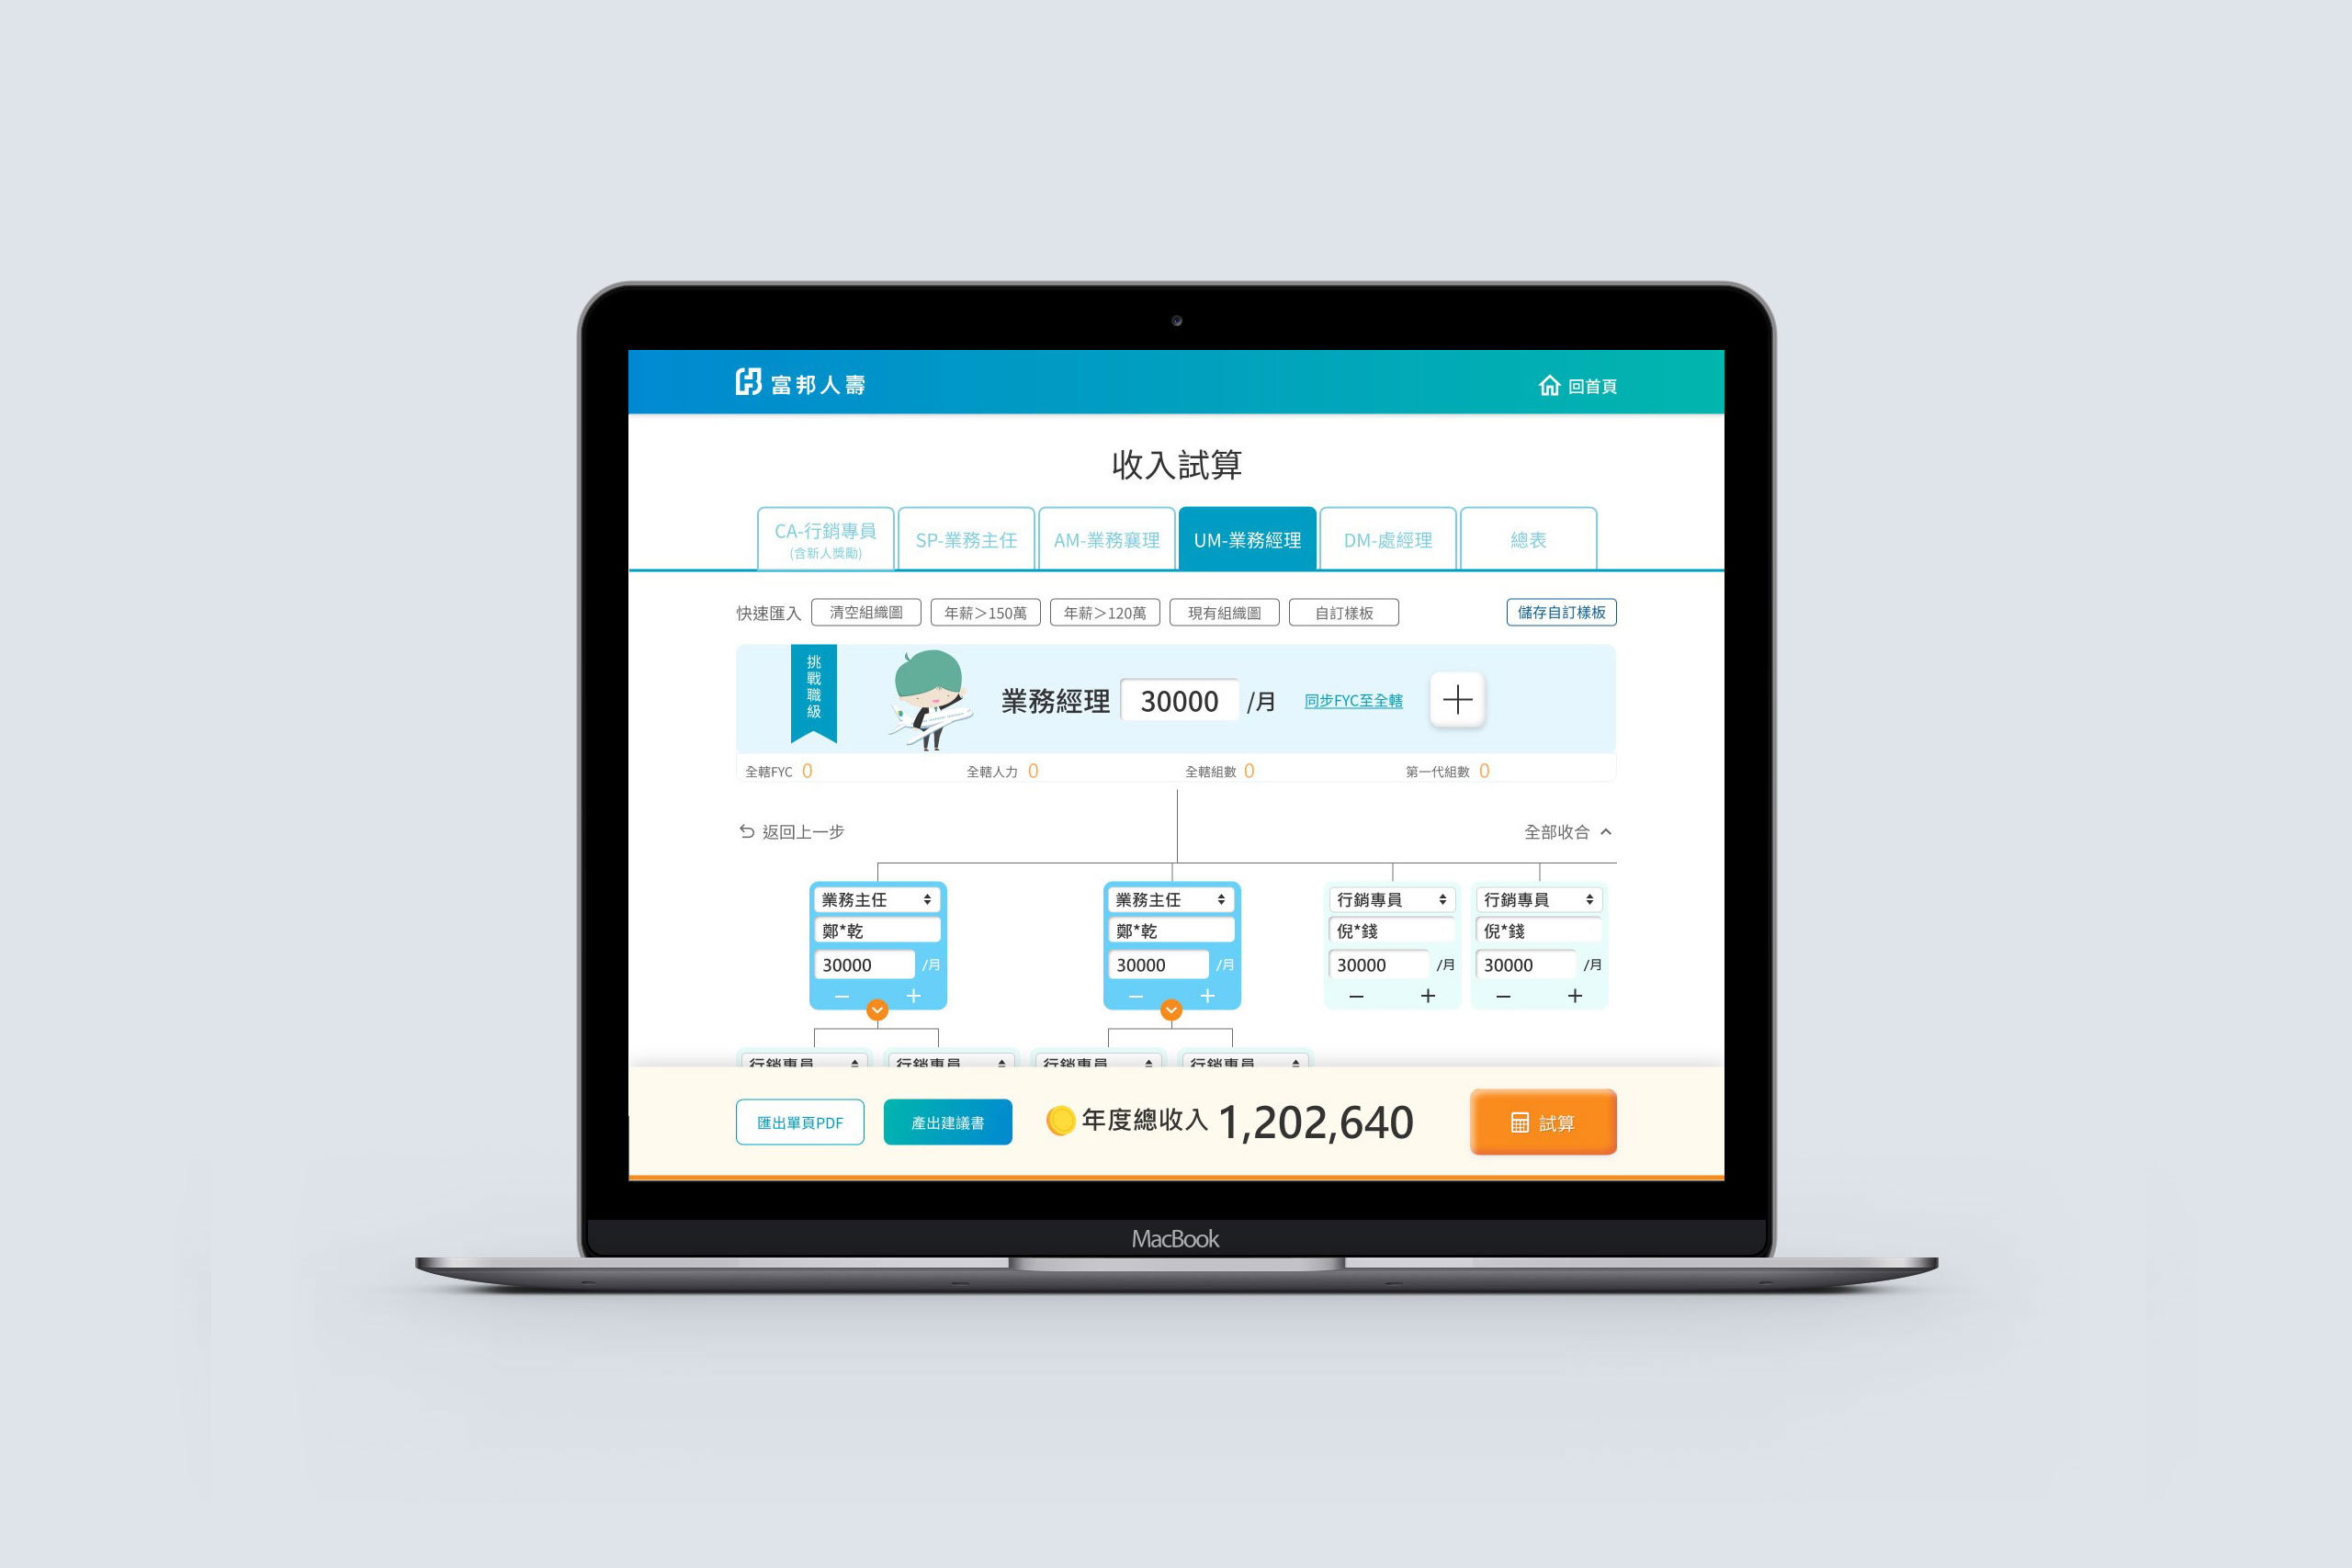 富邦人壽
回首頁
收入試算
CA-行銷專員
(含新人獎勵)
SP-業務主任
AM-業務襄理
UM-業務經理
DM-處經理
總表
快速匯入
清空組織圖
年薪＞150萬
年薪＞120萬
現有組織圖
自訂樣板
儲存自訂樣板
挑戰職級
業務經理 30000 /月
同步FYC至全轄
全轄FYC 0
全轄人力 0
全轄組數 0
第一代組數 0
返回上一步
全部收合
業務主任
鄭*乾
30000 /月
業務主任
鄭*乾
30000 /月
行銷專員
倪*錢
30000 /月
行銷專員
倪*錢
30000 /月
行銷專員
行銷專員
行銷專員
行銷專員
匯出單頁PDF
產出建議書
年度總收入 1,202,640
試算
MacBook